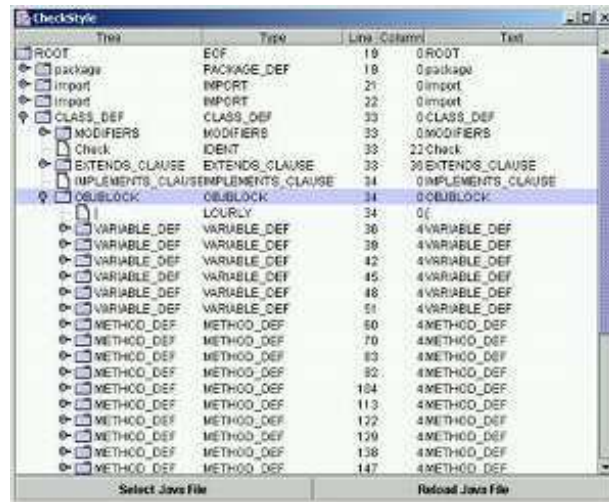 CheckStyle
Tree Type Line Column Text
ROOT EOF 19 0 ROOT
package PACKAGE_DEF 19 0 package
import IMPORT 21 0 import
import IMPORT 22 0 import
CLASS_DEF CLASS_DEF 33 0 CLASS_DEF
MODIFIERS MODIFIERS 33 0 MODIFIERS
Check IDENT 33 22 Check
EXTENDS_CLAUSE EXTENDS_CLAUSE 33 EXTENDS_CLAUSE
IMPLEMENTS_CLAUSE IMPLEMENTS_CLAUSE 34 0 IMPLEMENTS_CLAUSE
OBJBLOCK OBJBLOCK 34 0 OBJBLOCK
{ LCURLY 34 0 {
VARIABLE_DEF VARIABLE_DEF 36 4 VARIABLE_DEF
VARIABLE_DEF VARIABLE_DEF 39 4 VARIABLE_DEF
VARIABLE_DEF VARIABLE_DEF 42 4 VARIABLE_DEF
VARIABLE_DEF VARIABLE_DEF 45 4 VARIABLE_DEF
VARIABLE_DEF VARIABLE_DEF 48 4 VARIABLE_DEF
VARIABLE_DEF VARIABLE_DEF 51 4 VARIABLE_DEF
METHOD_DEF METHOD_DEF 60 4 METHOD_DEF
METHOD_DEF METHOD_DEF 70 4 METHOD_DEF
METHOD_DEF METHOD_DEF 83 4 METHOD_DEF
METHOD_DEF METHOD_DEF 92 4 METHOD_DEF
METHOD_DEF METHOD_DEF 104 4 METHOD_DEF
METHOD_DEF METHOD_DEF 113 4 METHOD_DEF
METHOD_DEF METHOD_DEF 122 4 METHOD_DEF
METHOD_DEF METHOD_DEF 129 4 METHOD_DEF
METHOD_DEF METHOD_DEF 138 4 METHOD_DEF
METHOD_DEF METHOD_DEF 147 4 METHOD_DEF
Select Java File Reload Java File